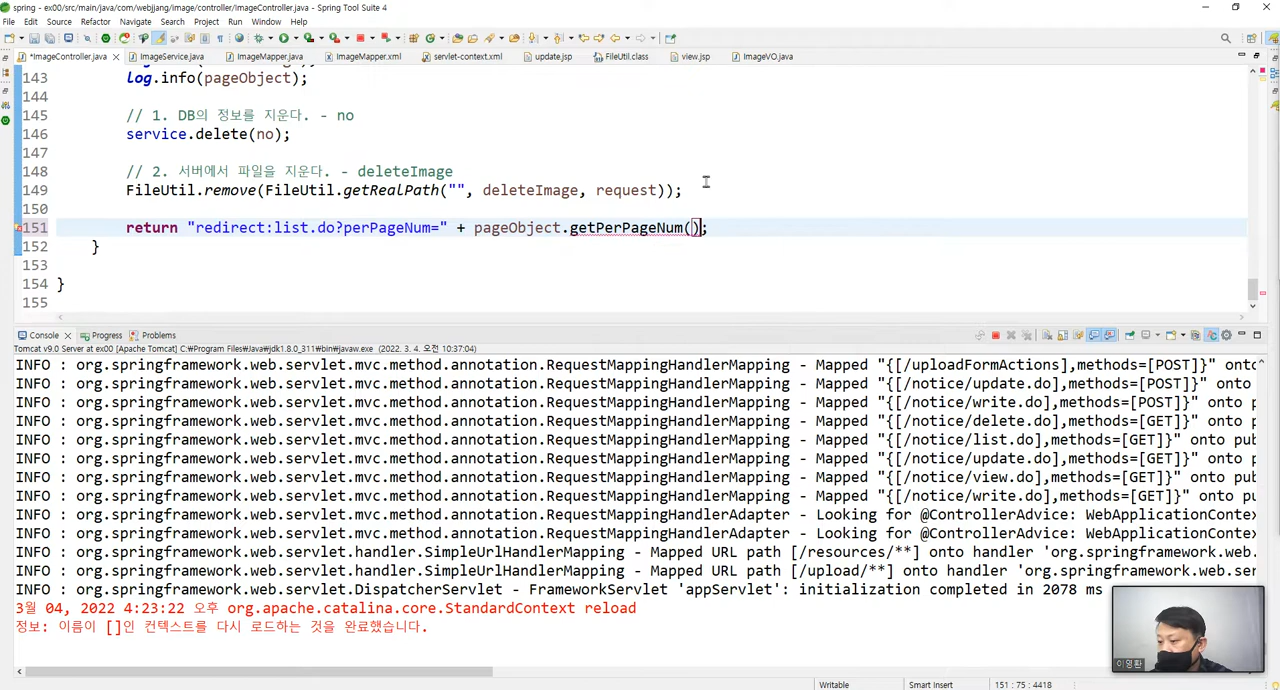 spring - ex00/src/main/java/com/webjjang/image/controller/ImageController.java - Spring Tool Suite 4
File Edit Source Refactor Navigate Search Project Run Window Help
*ImageController.java ImageService.java ImageMapper.java ImageMapper.xml servlet-context.xml update.jsp FileUtil.class view.jsp ImageVO.java
143 log.info(pageObject);
144
145 // 1. DB의 정보를 지운다. - no
146 service.delete(no);
147
148 // 2. 서버에서 파일을 지운다. - deleteImage
149 FileUtil.remove(FileUtil.getRealPath("", deleteImage, request));
150
151 return "redirect:list.do?perPageNum=" + pageObject.getPerPageNum();
152 }
153
154 }
155
Console Progress Problems
Tomcat v9.0 Server at ex00 [Apache Tomcat] C:\Program Files\Java\jdk1.8.0_311\bin\javaw.exe (2022. 3. 4. 오전 10:37:04)
INFO : org.springframework.web.servlet.mvc.method.annotation.RequestMappingHandlerMapping - Mapped "{[/uploadFormActions],methods=[POST]}" onto
INFO : org.springframework.web.servlet.mvc.method.annotation.RequestMappingHandlerMapping - Mapped "{[/notice/update.do],methods=[POST]}" onto
INFO : org.springframework.web.servlet.mvc.method.annotation.RequestMappingHandlerMapping - Mapped "{[/notice/write.do],methods=[POST]}" onto p
INFO : org.springframework.web.servlet.mvc.method.annotation.RequestMappingHandlerMapping - Mapped "{[/notice/delete.do],methods=[GET]}" onto p
INFO : org.springframework.web.servlet.mvc.method.annotation.RequestMappingHandlerMapping - Mapped "{[/notice/list.do],methods=[GET]}" onto pub
INFO : org.springframework.web.servlet.mvc.method.annotation.RequestMappingHandlerMapping - Mapped "{[/notice/update.do],methods=[GET]}" onto p
INFO : org.springframework.web.servlet.mvc.method.annotation.RequestMappingHandlerMapping - Mapped "{[/notice/view.do],methods=[GET]}" onto pub
INFO : org.springframework.web.servlet.mvc.method.annotation.RequestMappingHandlerMapping - Mapped "{[/notice/write.do],methods=[GET]}" onto pu
INFO : org.springframework.web.servlet.mvc.method.annotation.RequestMappingHandlerAdapter - Looking for @ControllerAdvice: WebApplicationContex
INFO : org.springframework.web.servlet.mvc.method.annotation.RequestMappingHandlerAdapter - Looking for @ControllerAdvice: WebApplicationContex
INFO : org.springframework.web.servlet.handler.SimpleUrlHandlerMapping - Mapped URL path [/resources/**] onto handler 'org.springframework.web.
INFO : org.springframework.web.servlet.handler.SimpleUrlHandlerMapping - Mapped URL path [/upload/**] onto handler 'org.springframework.web.ser
INFO : org.springframework.web.servlet.DispatcherServlet - FrameworkServlet 'appServlet': initialization completed in 2078 ms
3월 04, 2022 4:23:22 오후 org.apache.catalina.core.StandardContext reload
정보: 이름이 []인 컨텍스트를 다시 로드하는 것을 완료했습니다.
이영환
Writable Smart Insert 151 : 75 : 4418